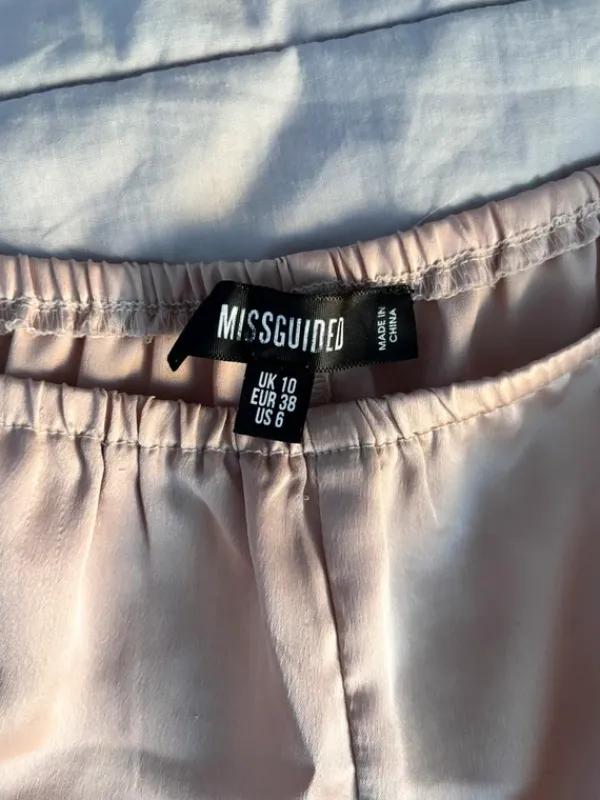 MISSGUIDED
MADE IN
CHINA
UK 10
EUR 38
US 6